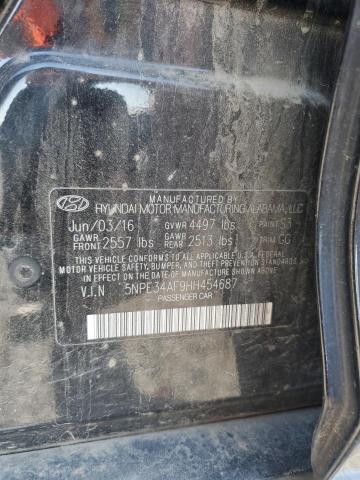 MANUFACTURED BY
HYUNDAI MOTOR MANUFACTURING ALABAMA, LLC
Jun/03/16 GVWR 4497 lbs. PAINT S3
GAWR FRONT 2557 lbs GAWR REAR 2513 lbs TRIM GG
THIS VEHICLE CONFORMS TO ALL APPLICABLE U.S.A. FEDERAL
MOTOR VEHICLE SAFETY, BUMPER, AND THEFT PREVENTION STANDARDS
IN EFFECT ON THE DATE OF MANUFACTURE SHOWN ABOVE.
V.I.N 5NPE34AF9HH454687
PASSENGER CAR